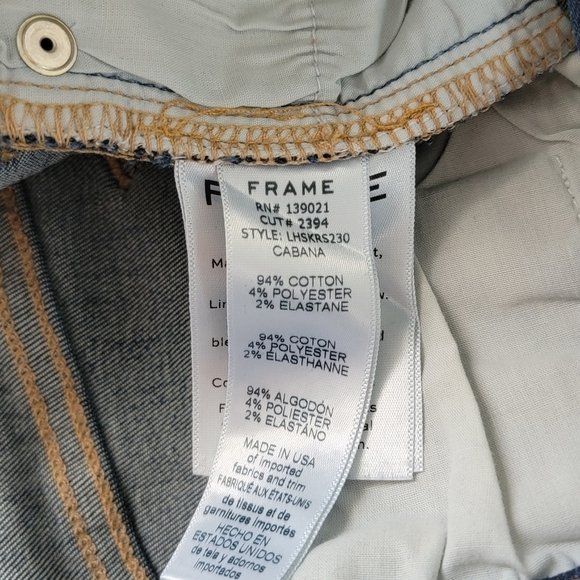 FRAME
RN# 139021
CUT# 2394
STYLE: LHSKRS230
CABANA
94% COTTON
4% POLYESTER
2% ELASTANE
94% COTON
4% POLYESTER
2% ÉLASTHANNE
94% ALGODÓN
4% POLIESTER
2% ELASTANO
MADE IN USA
of imported
fabrics and trim
FABRIQUÉ AUX ÉTATS-UNIS
de tissus et de
garnitures importés
HECHO EN
ESTADOS UNIDOS
de tela y adornos
importados